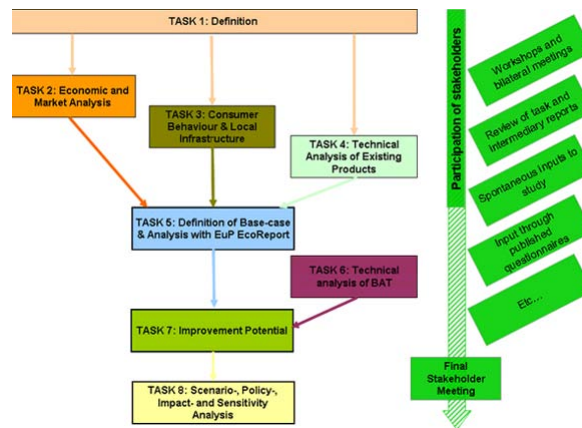 TASK 1: Definition
TASK 2: Economic and
Market Analysis
TASK 3: Consumer
Behaviour & Local
Infrastructure
TASK 4: Technical
Analysis of Existing
Products
TASK 5: Definition of Base-case
& Analysis with EuP EcoReport
TASK 6: Technical
analysis of BAT
TASK 7: Improvement Potential
TASK 8: Scenario-, Policy-,
Impact- and Sensitivity
Analysis
Participation of stakeholders
Workshops and
bilateral meetings
Review of task and
intermediary reports
Spontaneous inputs to
study
Input through
published
questionnaires
Etc...
Final
Stakeholder
Meeting